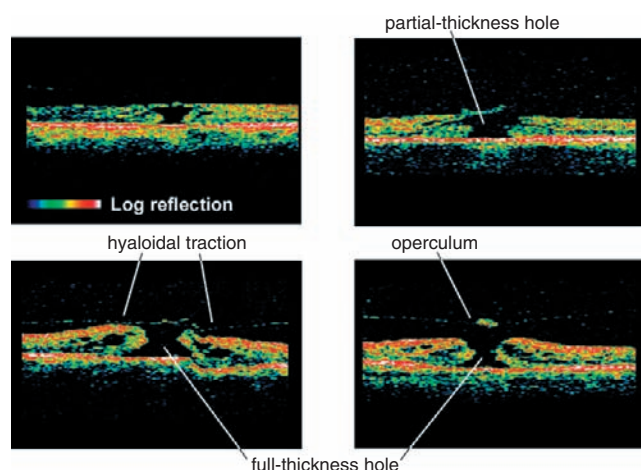 partial-thickness hole
Log reflection
hyaloidal traction
operculum
full-thickness hole